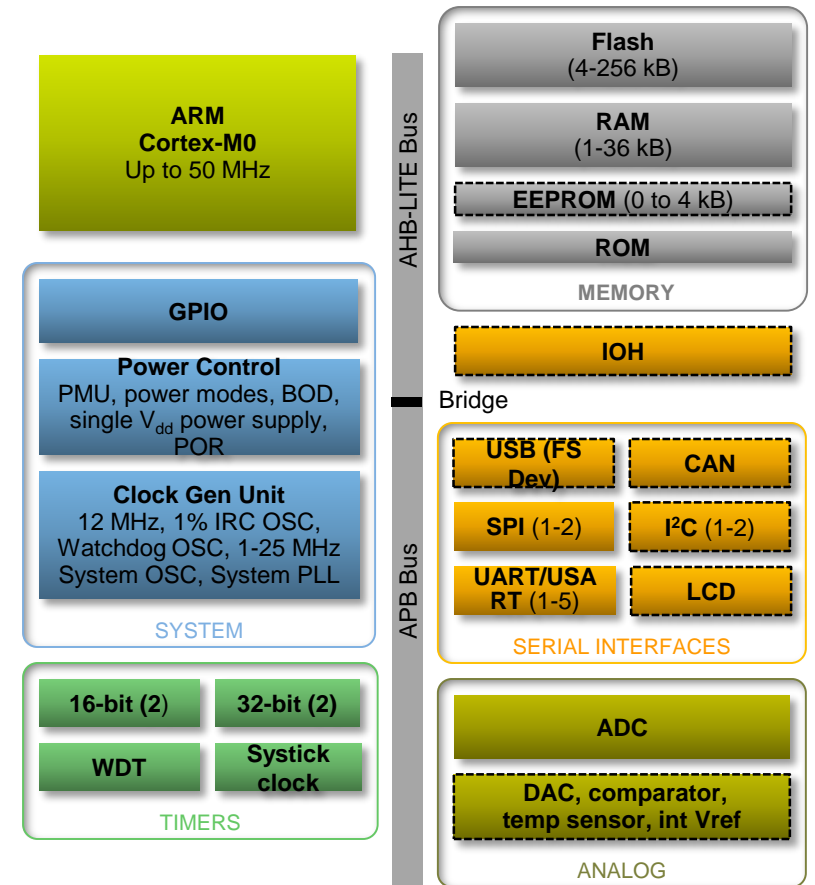 ARM
Cortex-M0
Up to 50 MHz
AHB-LITE Bus
Flash
(4-256 kB)
RAM
(1-36 kB)
EEPROM (0 to 4 kB)
ROM
MEMORY
GPIO
Power Control
PMU, power modes, BOD,
single Vdd power supply,
POR
Clock Gen Unit
12 MHz, 1% IRC OSC,
Watchdog OSC, 1-25 MHz
System OSC, System PLL
SYSTEM
IOH
Bridge
APB Bus
USB (FS
Dev)
CAN
SPI (1-2)
I²C (1-2)
UART/USA
RT (1-5)
LCD
SERIAL INTERFACES
16-bit (2)
32-bit (2)
WDT
Systick
clock
TIMERS
ADC
DAC, comparator,
temp sensor, int Vref
ANALOG